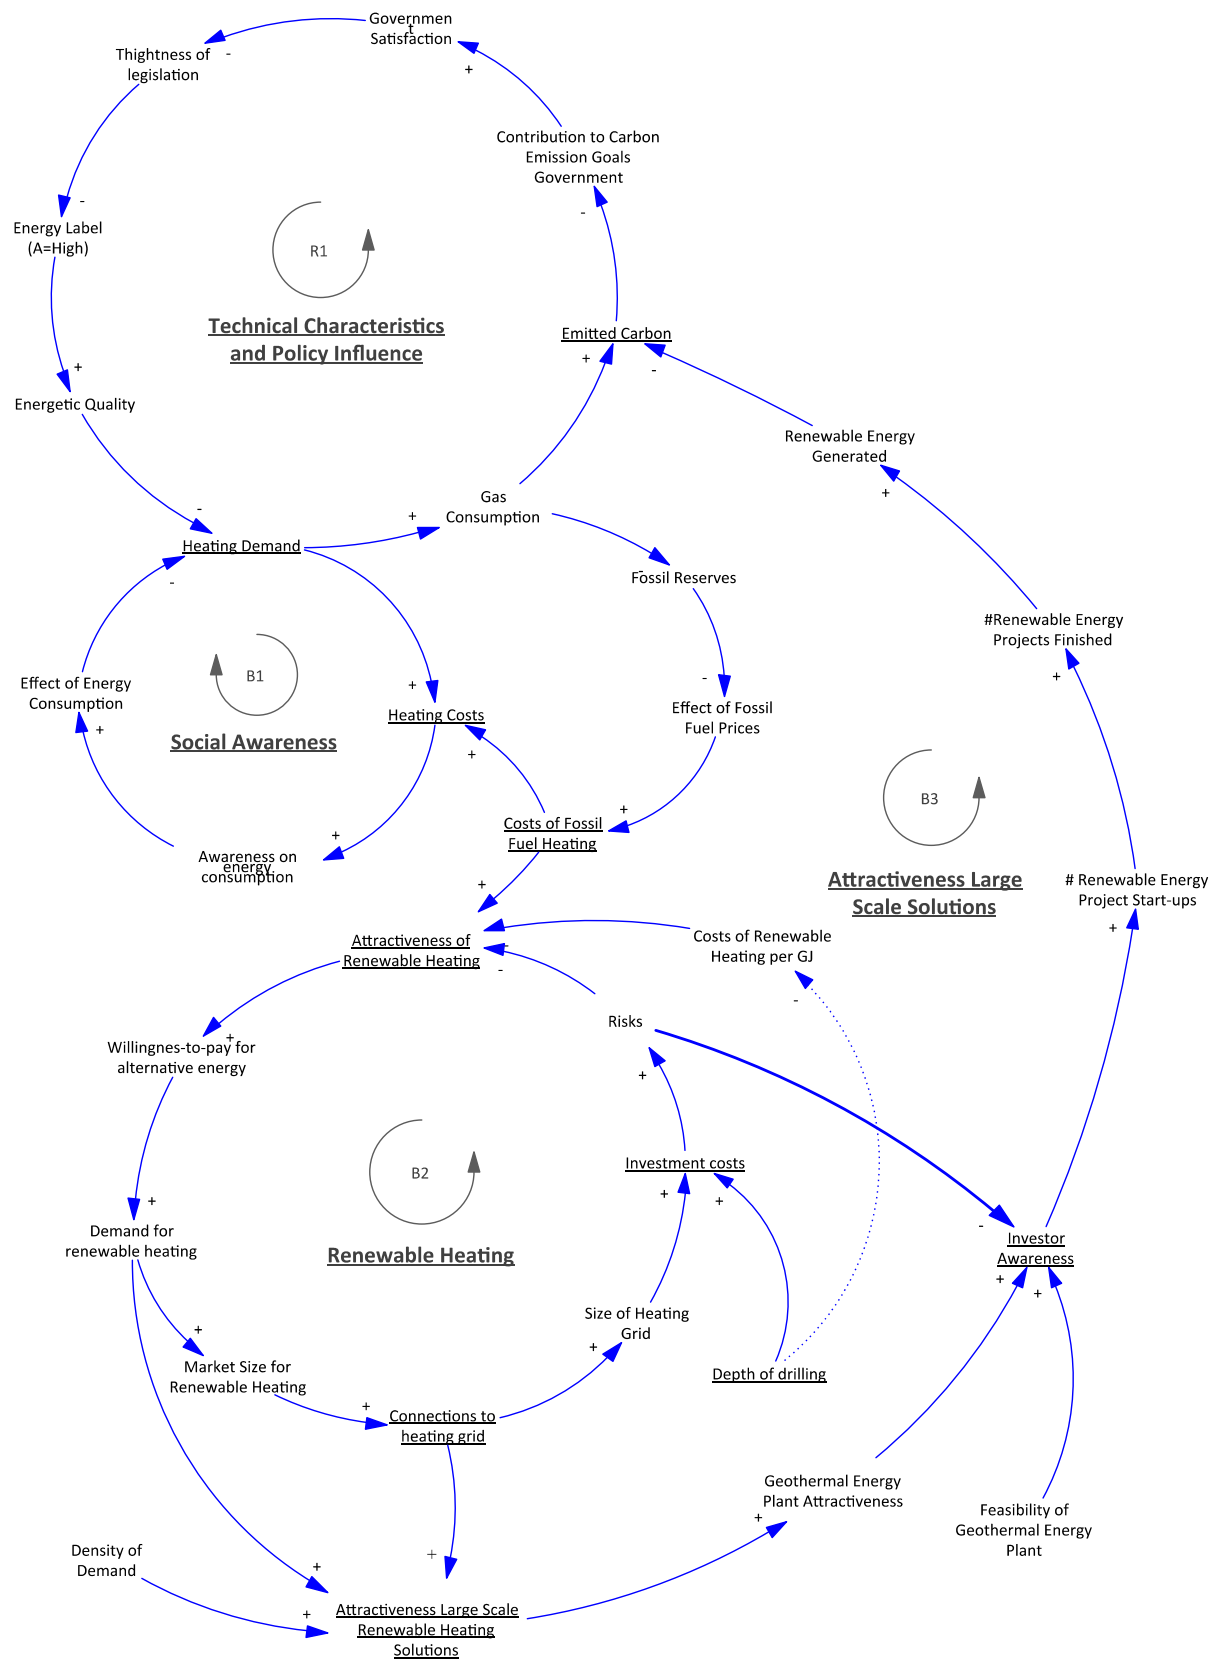 Governmen
t
Satisfaction
-
Thightness of
legislation
+
Contribution to Carbon
Emission Goals
Government
-
-
Energy Label
(A=High)
R1
Technical Characteristics
and Policy Influence
Emitted Carbon
+
-
+
Energetic Quality
Renewable Energy
Generated
+
-
Gas
Consumption
+
Heating Demand
-
-
Fossil Reserves
#Renewable Energy
Projects Finished
+
B1
Social Awareness
Effect of Energy
Consumption
+
+
Heating Costs
+
-
Effect of Fossil
Fuel Prices
+
Costs of Fossil
Fuel Heating
B3
Attractiveness Large
Scale Solutions
+
Awareness on
energy
consumption
+
# Renewable Energy
Project Start-ups
+
Attractiveness of
Renewable Heating
-
-
Costs of Renewable
Heating per GJ
-
Risks
+
Willingnes-to-pay for
alternative energy
+
B2
Renewable Heating
Investment costs
+
+
+
Demand for
renewable heating
-
Investor
Awareness
+
+
Size of Heating
Grid
+
+
Market Size for
Renewable Heating
Depth of drilling
+
Connections to
heating grid
Geothermal Energy
Plant Attractiveness
+
Feasibility of
Geothermal Energy
Plant
Density of
Demand
+
+
+
Attractiveness Large Scale
Renewable Heating
Solutions